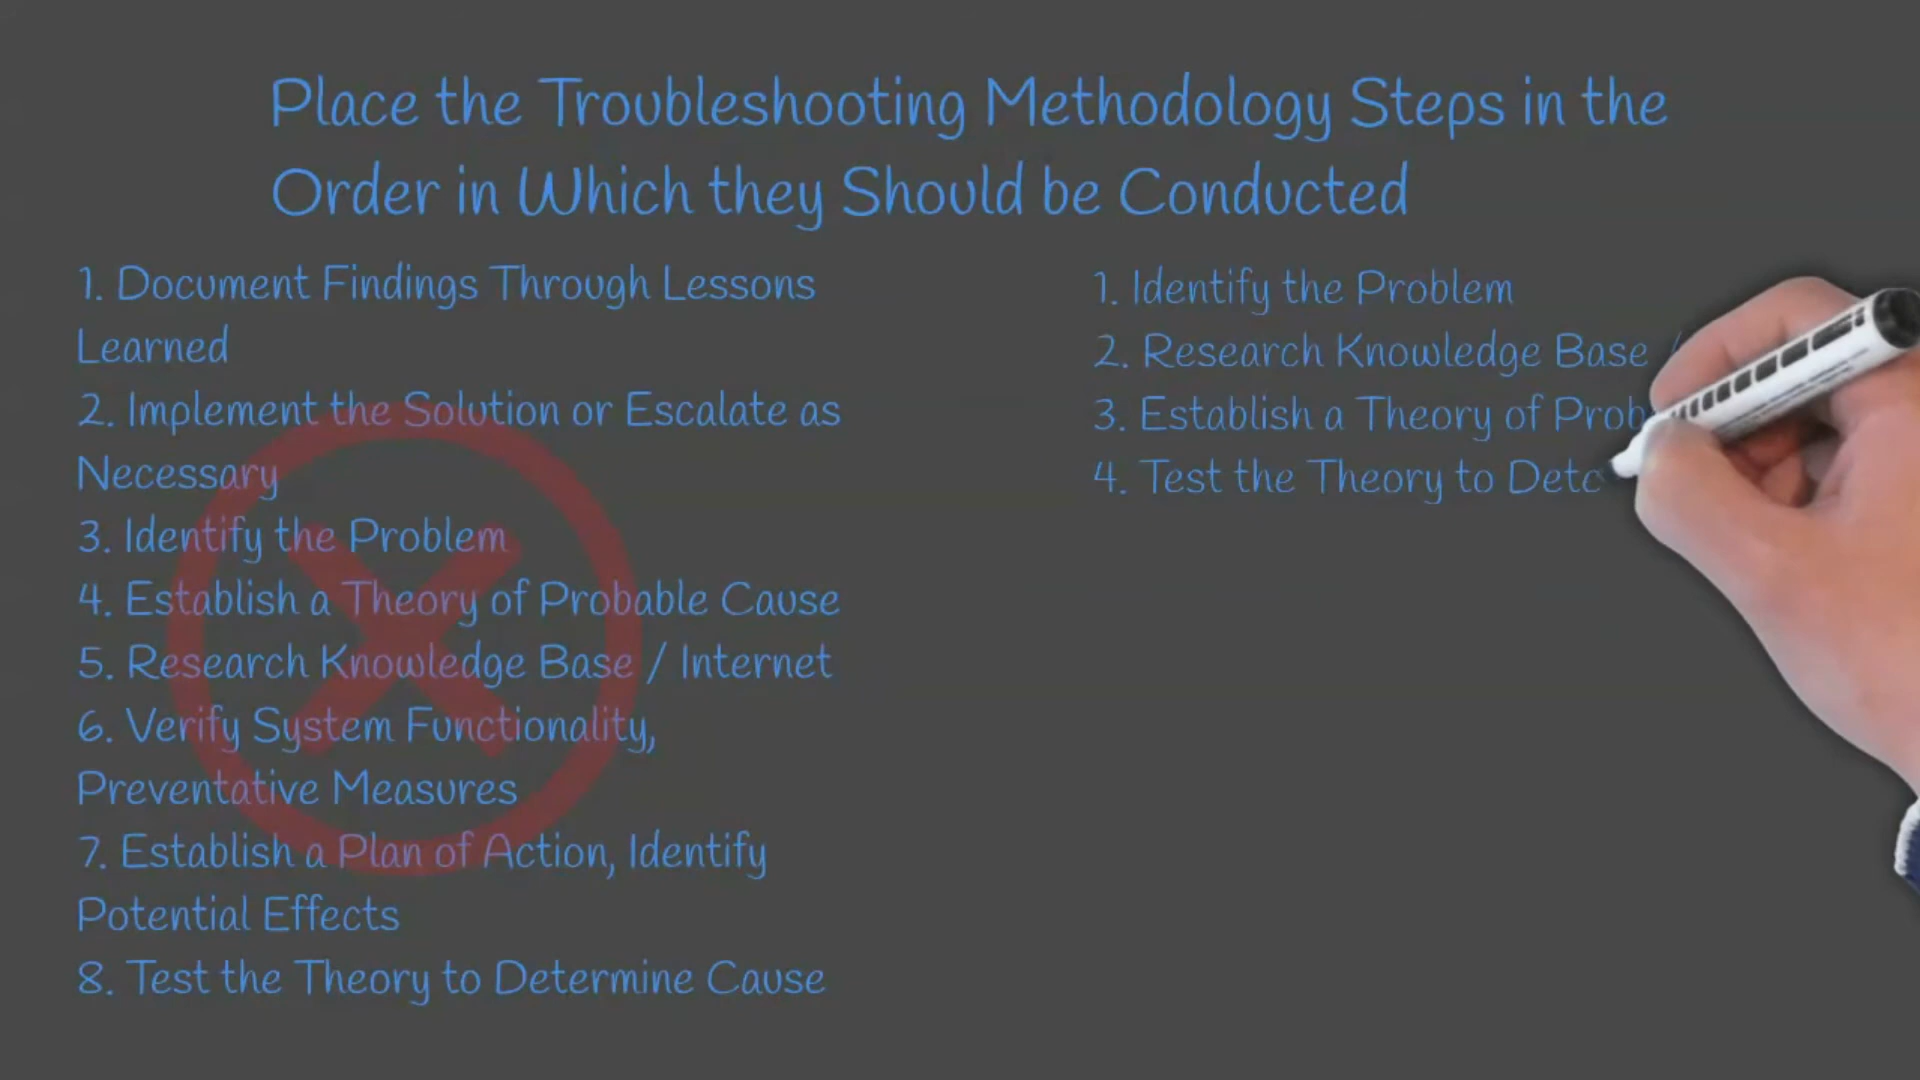 Place the Troubleshooting Methodology Steps in the
Order in Which they Should be Conducted
1. Document Findings Through Lessons
Learned
2. Implement the Solution or Escalate as
Necessary
3. Identify the Problem
4. Establish a Theory of Probable Cause
5. Research Knowledge Base / Internet
6. Verify System Functionality,
Preventative Measures
7. Establish a Plan of Action, Identify
Potential Effects
8. Test the Theory to Determine Cause
1. Identify the Problem
2. Research Knowledge Base /
3. Establish a Theory of Prob
4. Test the Theory to Dete